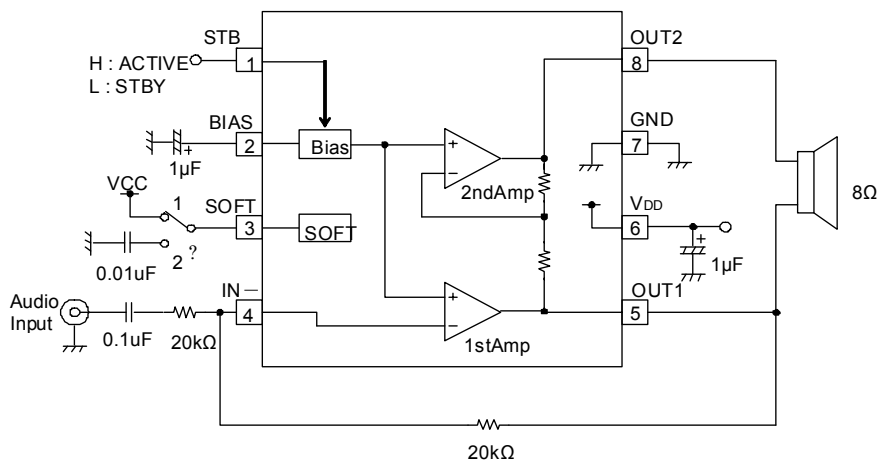 STB
1
H : ACTIVE
L : STBY
BIAS
2
1µF
+
Bias
VCC
1
SOFT
3
SOFT
2 ?
0.01uF
Audio
Input
0.1uF
20kΩ
IN−
4
+
−
2ndAmp
+
−
1stAmp
OUT2
8
GND
7
VDD
6
+
1µF
OUT1
5
8Ω
20kΩ